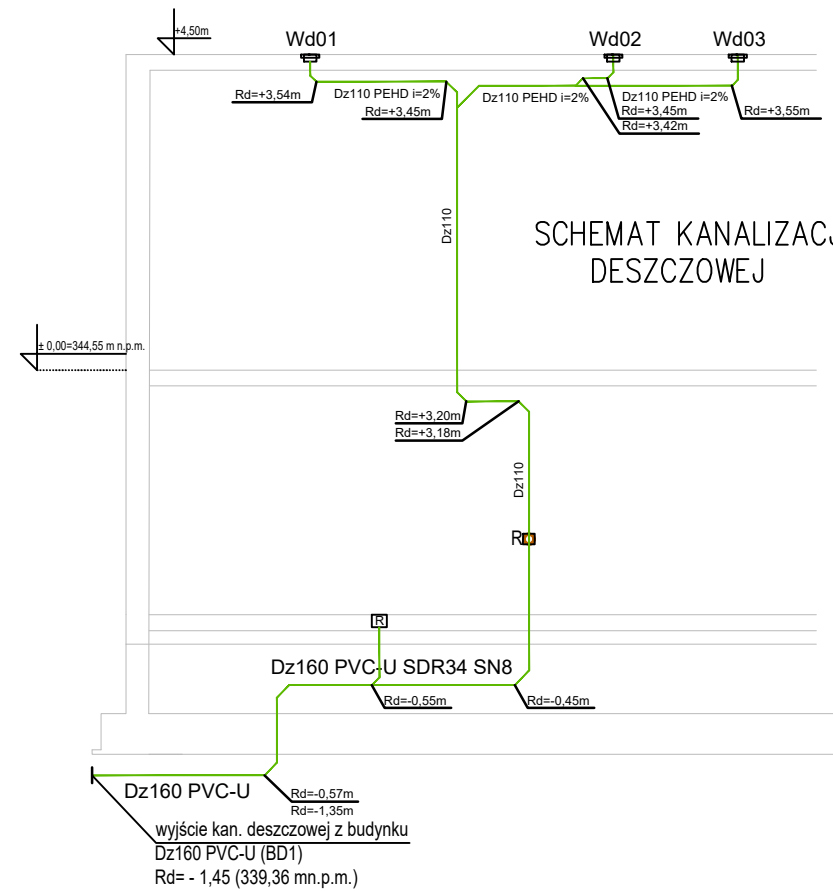 +4,50m
Wd01
Wd02
Wd03
Rd=+3,54m
Dz110 PEHD i=2%
Rd=+3,45m
Dz110 PEHD i=2%
Dz110 PEHD i=2%
Rd=+3,45m
Rd=+3,42m
Rd=+3,55m
Dz110
SCHEMAT KANALIZACJ
DESZCZOWEJ
± 0,00=344,55 m n.p.m.
Rd=+3,20m
Rd=+3,18m
Dz110
R
R
Dz160 PVC-U SDR34 SN8
Rd=-0,55m
Rd=-0,45m
Dz160 PVC-U
Rd=-0,57m
Rd=-1,35m
wyjście kan. deszczowej z budynku
Dz160 PVC-U (BD1)
Rd= - 1,45 (339,36 mn.p.m.)